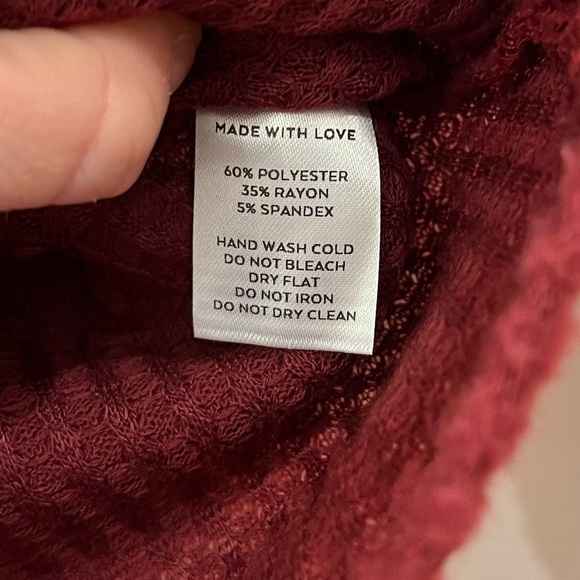 MADE WITH LOVE
60% POLYESTER
35% RAYON
5% SPANDEX
HAND WASH COLD
DO NOT BLEACH
DRY FLAT
DO NOT IRON
DO NOT DRY CLEAN